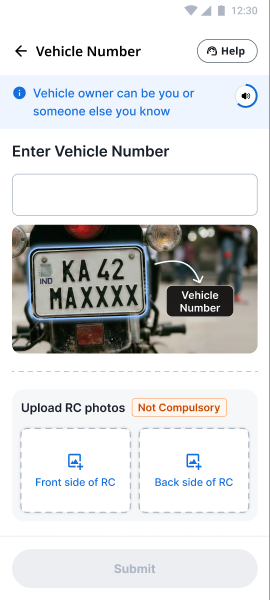 12:30
Vehicle Number
Help
Vehicle owner can be you or
someone else you know
Enter Vehicle Number
IND
KA 42
MAXXXX
Vehicle
Number
Upload RC photos
Not Compulsory
Front side of RC
Back side of RC
Submit